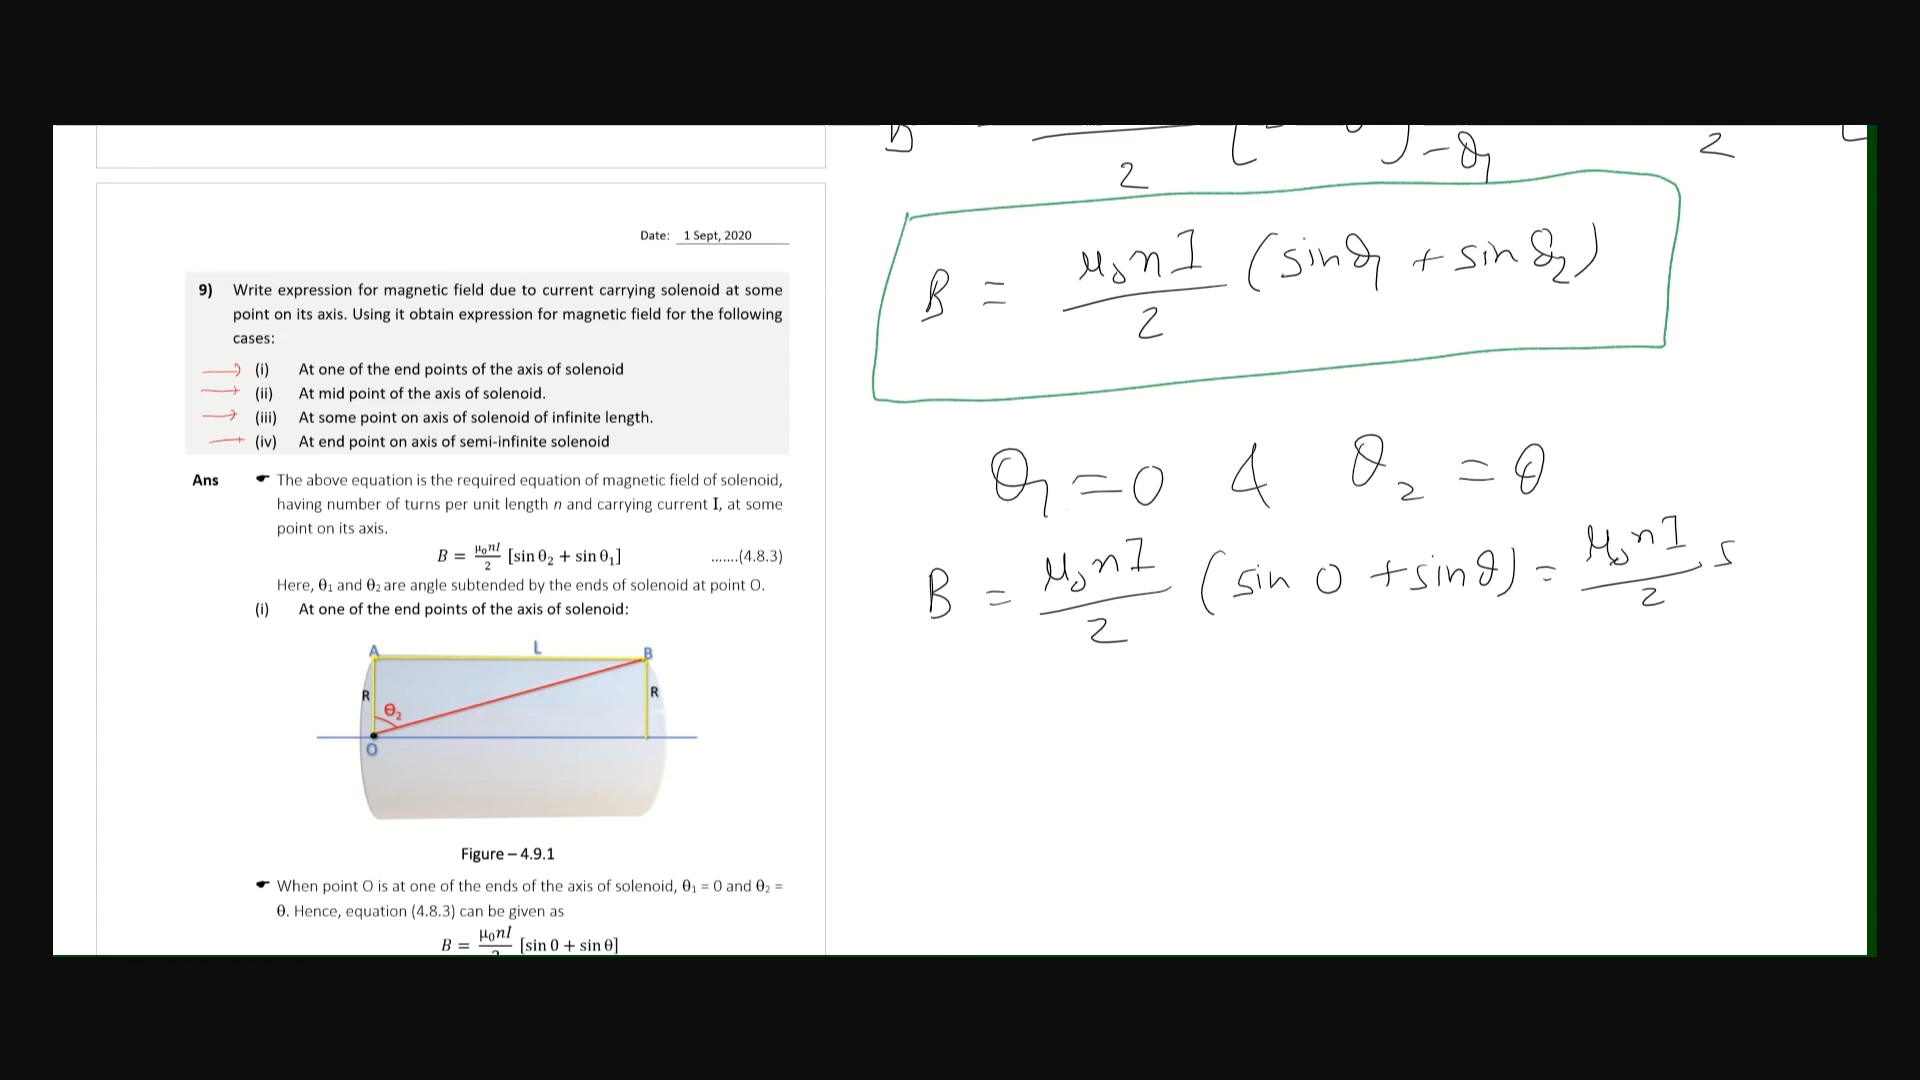 Date: 1 Sept, 2020
9) Write expression for magnetic field due to current carrying solenoid at some
point on its axis. Using it obtain expression for magnetic field for the following
cases:
(i) At one of the end points of the axis of solenoid
(ii) At mid point of the axis of solenoid.
(iii) At some point on axis of solenoid of infinite length.
(iv) At end point on axis of semi-infinite solenoid
Ans ☛ The above equation is the required equation of magnetic field of solenoid,
having number of turns per unit length n and carrying current I, at some
point on its axis.
B = μ₀nI/2 [sin θ₂ + sin θ₁] .......(4.8.3)
Here, θ₁ and θ₂ are angle subtended by the ends of solenoid at point O.
(i) At one of the end points of the axis of solenoid:
A L B
R R
θ₂
O
Figure – 4.9.1
☛ When point O is at one of the ends of the axis of solenoid, θ₁ = 0 and θ₂ =
θ. Hence, equation (4.8.3) can be given as
B = μ₀nI/2 [sin 0 + sin θ]
2 -θ₁ 2
B = μ₀nI/2 (sinθ₁ + sinθ₂)
θ₁ = 0 & θ₂ = θ
B = μ₀nI/2 (sin 0 + sinθ) = μ₀nI/2 . s